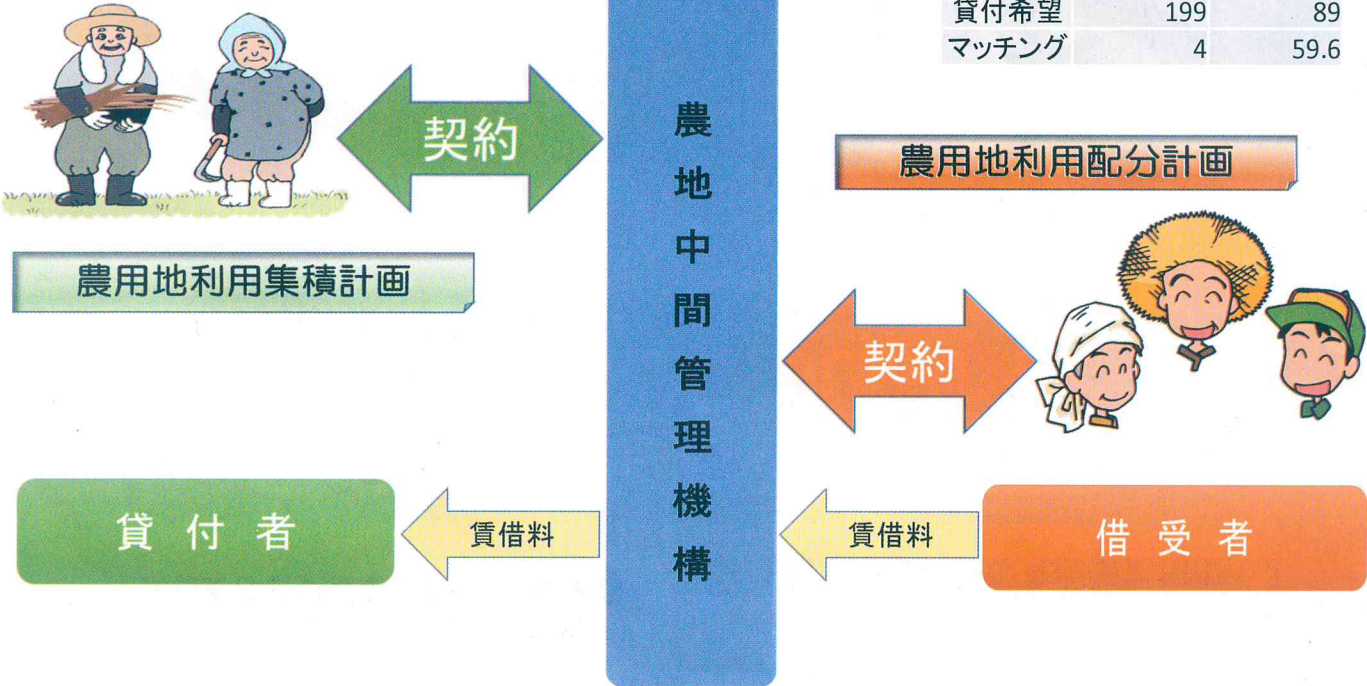 貸付希望 199 89
マッチング 4 59.6
契約
農地中間管理機構
農用地利用配分計画
農用地利用集積計画
契約
貸付者
賃借料
賃借料
借受者